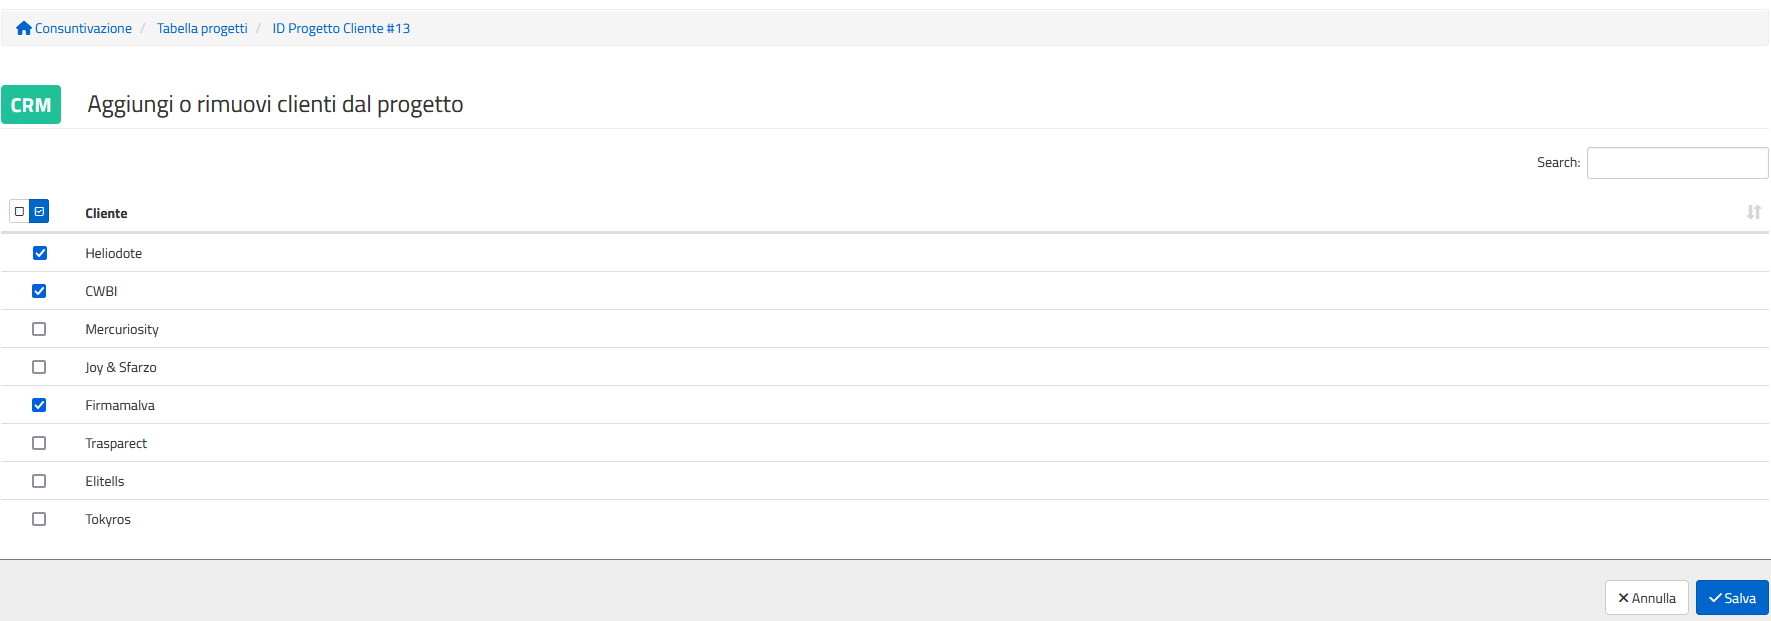 Consuntivazione / Tabella progetti / ID Progetto Cliente #13
CRM Aggiungi o rimuovi clienti dal progetto
Search:
Cliente
Heliodote
CWBI
Mercuriosity
Joy & Sfarzo
Firmamalva
Trasparect
Elitells
Tokyros
Annulla Salva